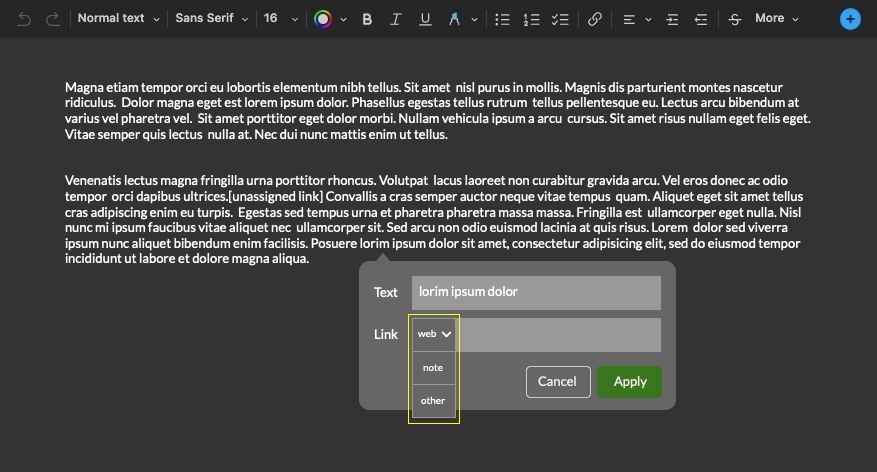 Normal text Sans Serif 16 B I U A S More +
Magna etiam tempor orci eu lobortis elementum nibh tellus. Sit amet nisl purus in mollis. Magnis dis parturient montes nascetur
ridiculus. Dolor magna eget est lorem ipsum dolor. Phasellus egestas tellus rutrum tellus pellentesque eu. Lectus arcu bibendum at
varius vel pharetra vel. Sit amet porttitor eget dolor morbi. Nullam vehicula ipsum a arcu cursus. Sit amet risus nullam eget felis eget.
Vitae semper quis lectus nulla at. Nec dui nunc mattis enim ut tellus.
Venenatis lectus magna fringilla urna porttitor rhoncus. Volutpat lacus laoreet non curabitur gravida arcu. Vel eros donec ac odio
tempor orci dapibus ultrices.[unassigned link] Convallis a cras semper auctor neque vitae tempus quam. Aliquet eget sit amet tellus
cras adipiscing enim eu turpis. Egestas sed tempus urna et pharetra pharetra massa massa. Fringilla est ullamcorper eget nulla. Nisl
nunc mi ipsum faucibus vitae aliquet nec ullamcorper sit. Sed arcu non odio euismod lacinia at quis risus. Lorem dolor sed viverra
ipsum nunc aliquet bibendum enim facilisis. Posuere lorim ipsum dolor sit amet, consectetur adipisicing elit, sed do eiusmod tempor
incididunt ut labore et dolore magna aliqua.
Text lorim ipsum dolor
Link web
note
other
Cancel Apply